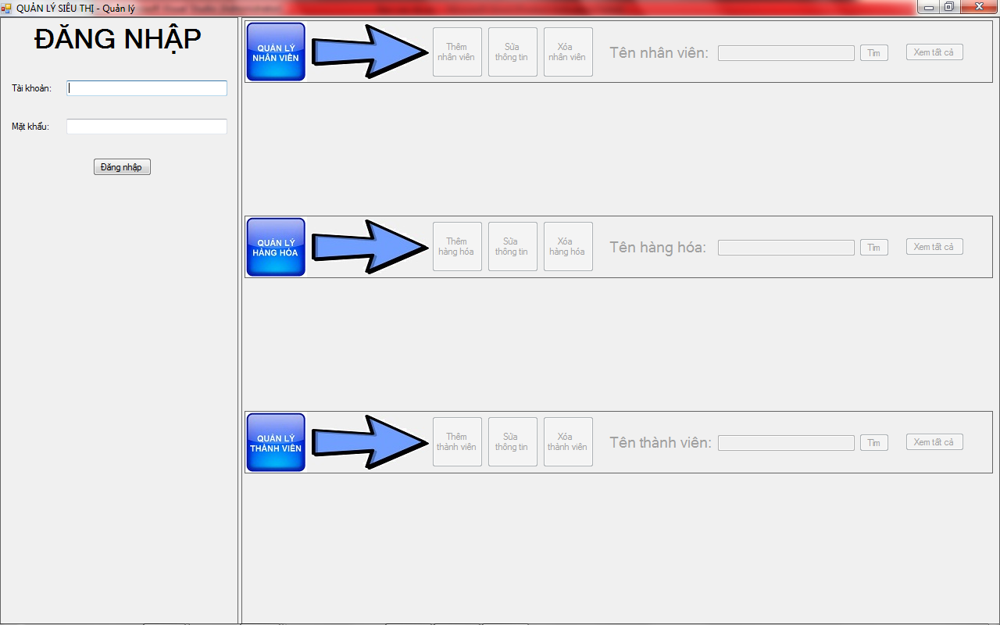 QUẢN LÝ SIÊU THỊ - Quản lý
ĐĂNG NHẬP
Tài khoản:
Mật khẩu:
Đăng nhập
QUẢN LÝ
NHÂN VIÊN
Thêm
nhân viên
Sửa
thông tin
Xóa
nhân viên
Tên nhân viên:
Tìm
Xem tất cả
QUẢN LÝ
HÀNG HÓA
Thêm
hàng hóa
Sửa
thông tin
Xóa
hàng hóa
Tên hàng hóa:
Tìm
Xem tất cả
QUẢN LÝ
THÀNH VIÊN
Thêm
thành viên
Sửa
thông tin
Xóa
thành viên
Tên thành viên:
Tìm
Xem tất cả